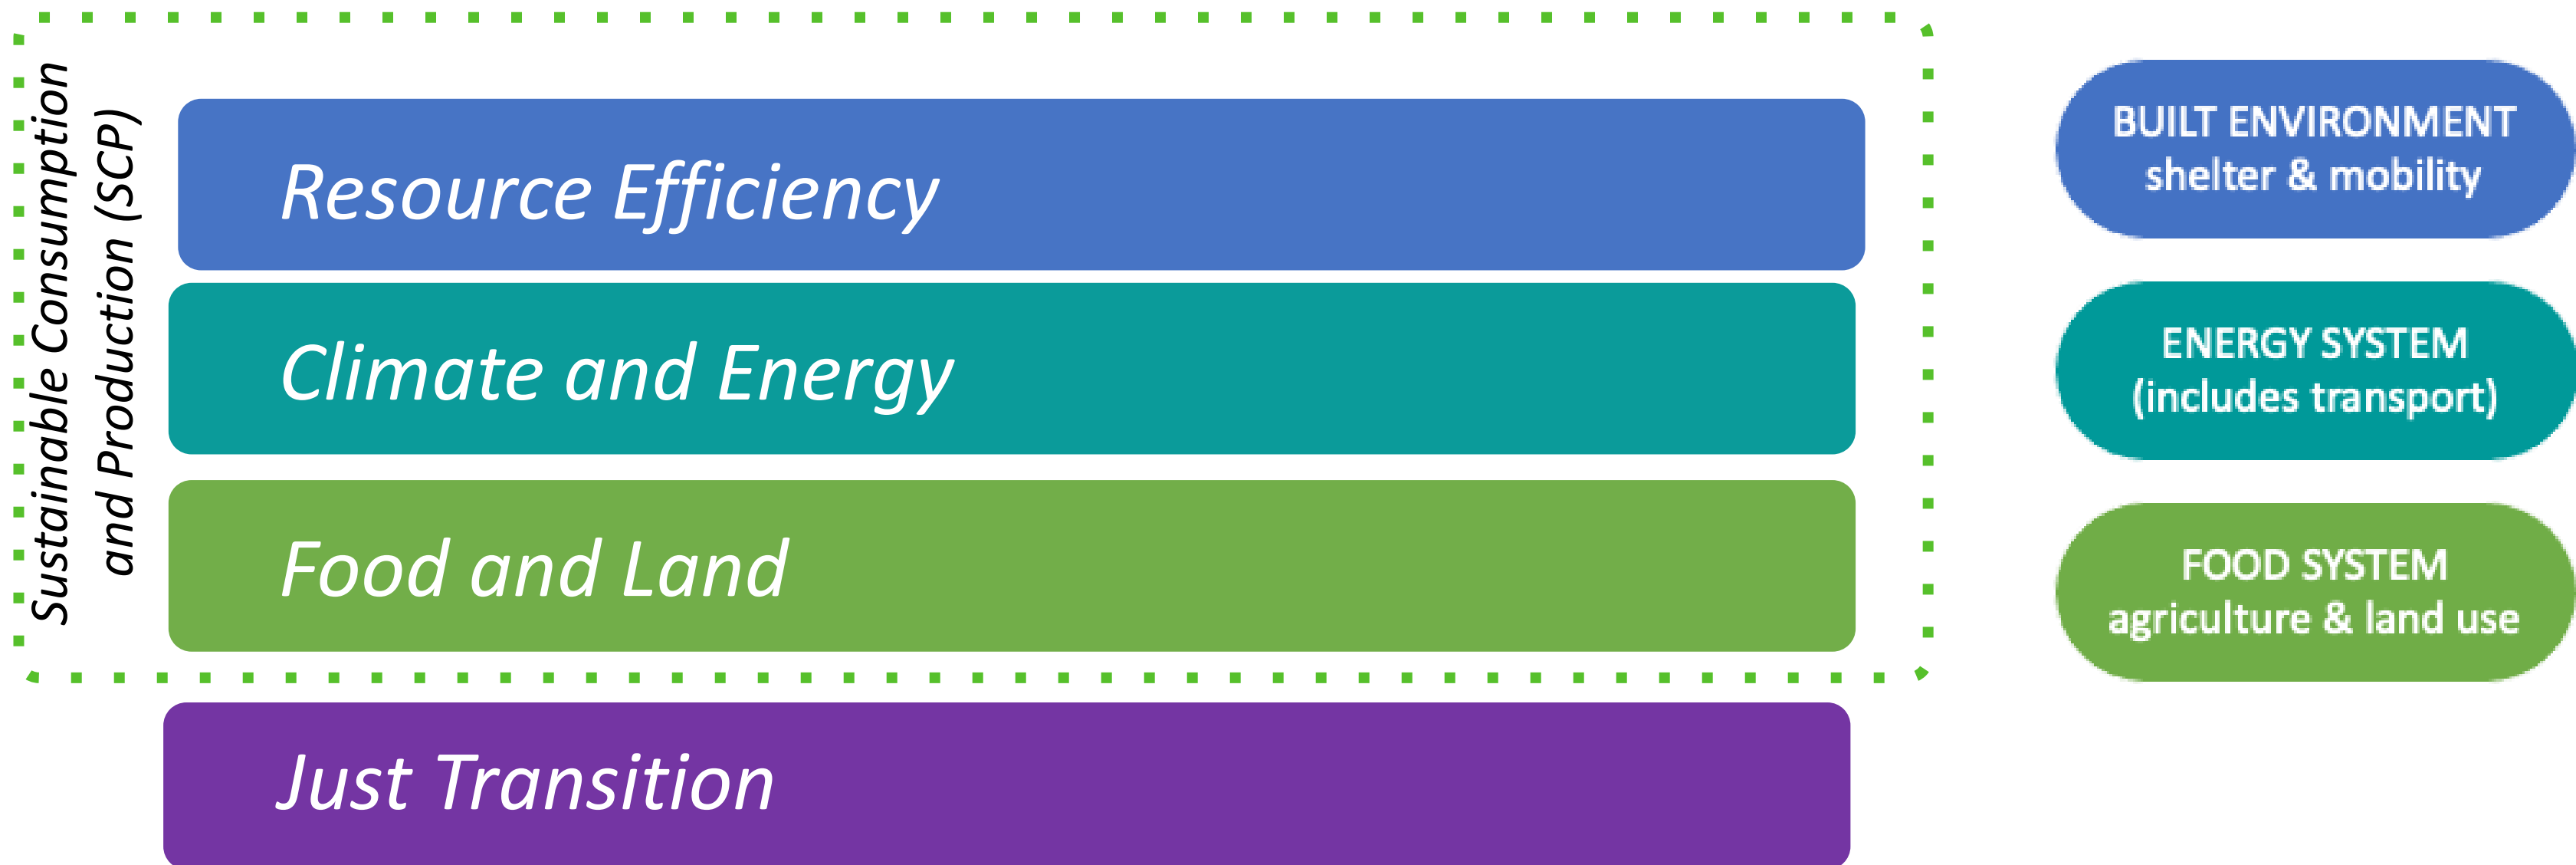 Sustainable Consumption
and Production (SCP)
Resource Efficiency
Climate and Energy
Food and Land
Just Transition
BUILT ENVIRONMENT
shelter & mobility
ENERGY SYSTEM
(includes transport)
FOOD SYSTEM
agriculture & land use